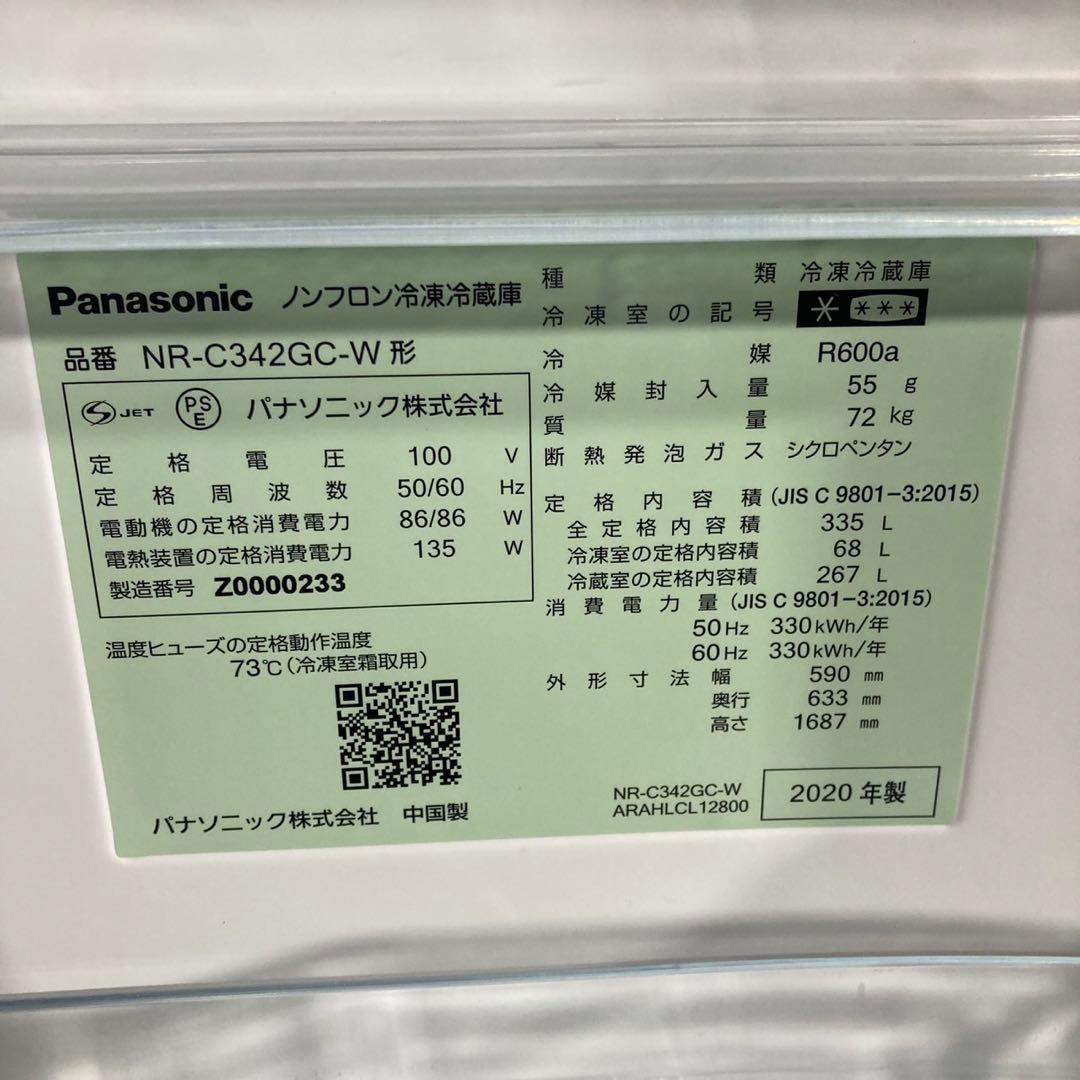 Panasonic ノンフロン冷凍冷蔵庫
品番 NR-C342GC-W 形
JET PSE パナソニック株式会社
定格電圧 100 V
定格周波数 50/60 Hz
電動機の定格消費電力 86/86 W
電熱装置の定格消費電力 135 W
製造番号 Z0000233
温度ヒューズの定格動作温度
73℃(冷凍室霜取用)
パナソニック株式会社 中国製
種類 冷凍冷蔵庫
冷凍室の記号 * ***
冷媒 R600a
冷媒封入量 55 g
質量 72 kg
断熱発泡ガス シクロペンタン
定格内容積 (JIS C 9801-3:2015)
全定格内容積 335 L
冷凍室の定格内容積 68 L
冷蔵室の定格内容積 267 L
消費電力量 (JIS C 9801-3:2015)
50Hz 330kWh/年
60Hz 330kWh/年
外形寸法 幅 590 mm
奥行 633 mm
高さ 1687 mm
NR-C342GC-W
ARAHLCL12800
2020 年製